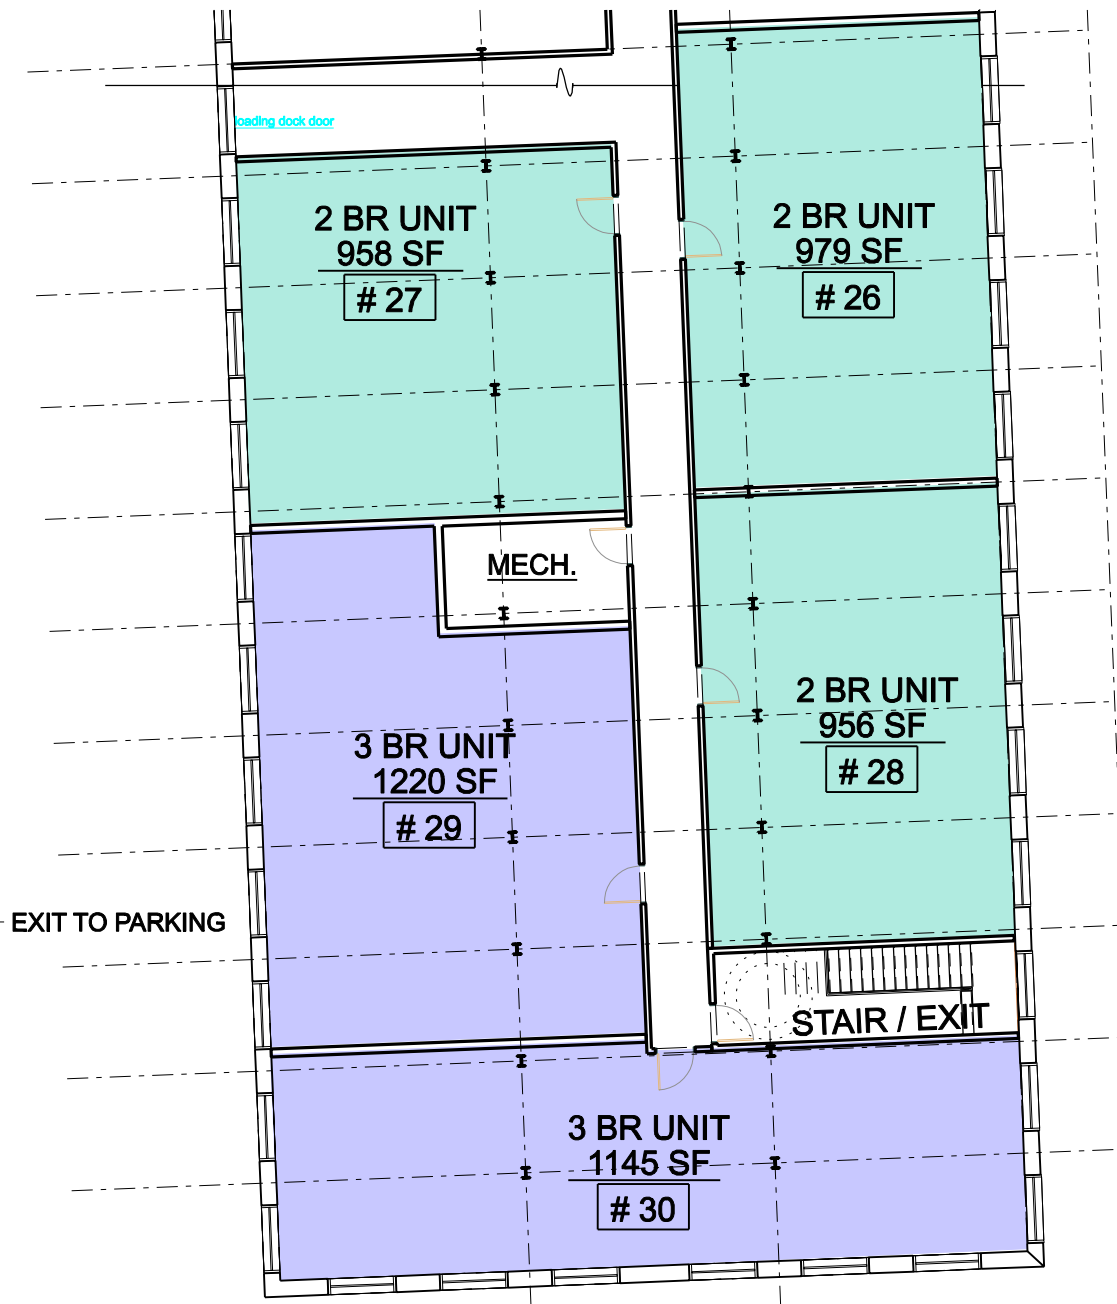 loading dock door
2 BR UNIT
958 SF
# 27
2 BR UNIT
979 SF
# 26
MECH.
2 BR UNIT
956 SF
# 28
3 BR UNIT
1220 SF
# 29
EXIT TO PARKING
STAIR / EXIT
3 BR UNIT
1145 SF
# 30